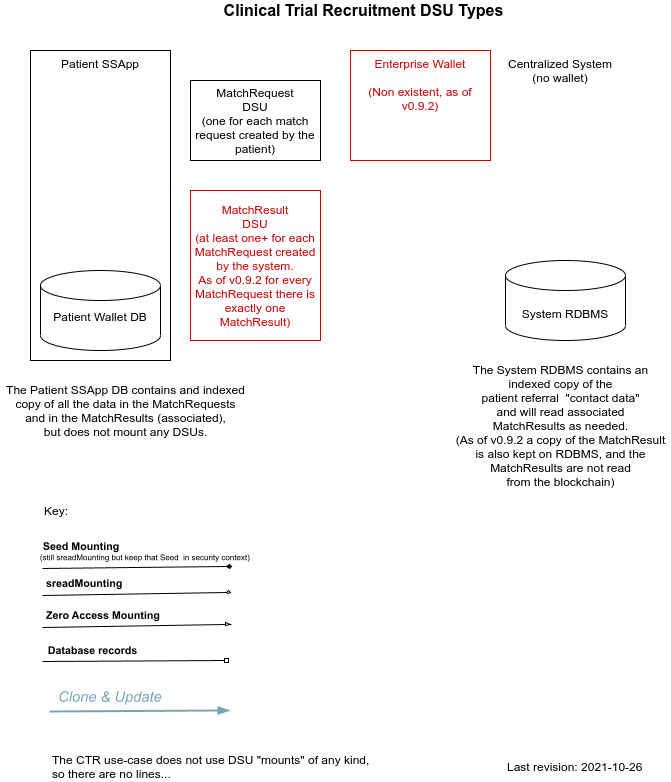 Clinical Trial Recruitment DSU Types
Patient SSApp
MatchRequest
DSU
(one for each match
request created by the
patient)
Enterprise Wallet
(Non existent, as of
v0.9.2)
Centralized System
(no wallet)
MatchResult
DSU
(at least one+ for each
MatchRequest created
by the system.
As of v0.9.2 for every
MatchRequest there is
exactly one
MatchResult)
Patient Wallet DB
System RDBMS
The Patient SSApp DB contains and indexed
copy of all the data in the MatchRequests
and in the MatchResults (associated),
but does not mount any DSUs.
The System RDBMS contains an
indexed copy of the
patient referral "contact data"
and will read associated
MatchResults as needed.
(As of v0.9.2 a copy of the MatchResult
is also kept on RDBMS, and the
MatchResults are not read
from the blockchain)
Key:
Seed Mounting
(still sreadMounting but keep that Seed in security context)
sreadMounting
Zero Access Mounting
Database records
Clone & Update
The CTR use-case does not use DSU "mounts" of any kind,
so there are no lines...
Last revision: 2021-10-26